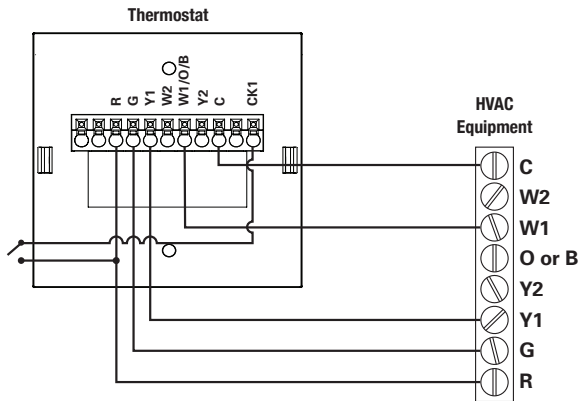 Thermostat
R
G
Y1
W2
W1/O/B
Y2
C
CK1
HVAC
Equipment
C
W2
W1
O or B
Y2
Y1
G
R